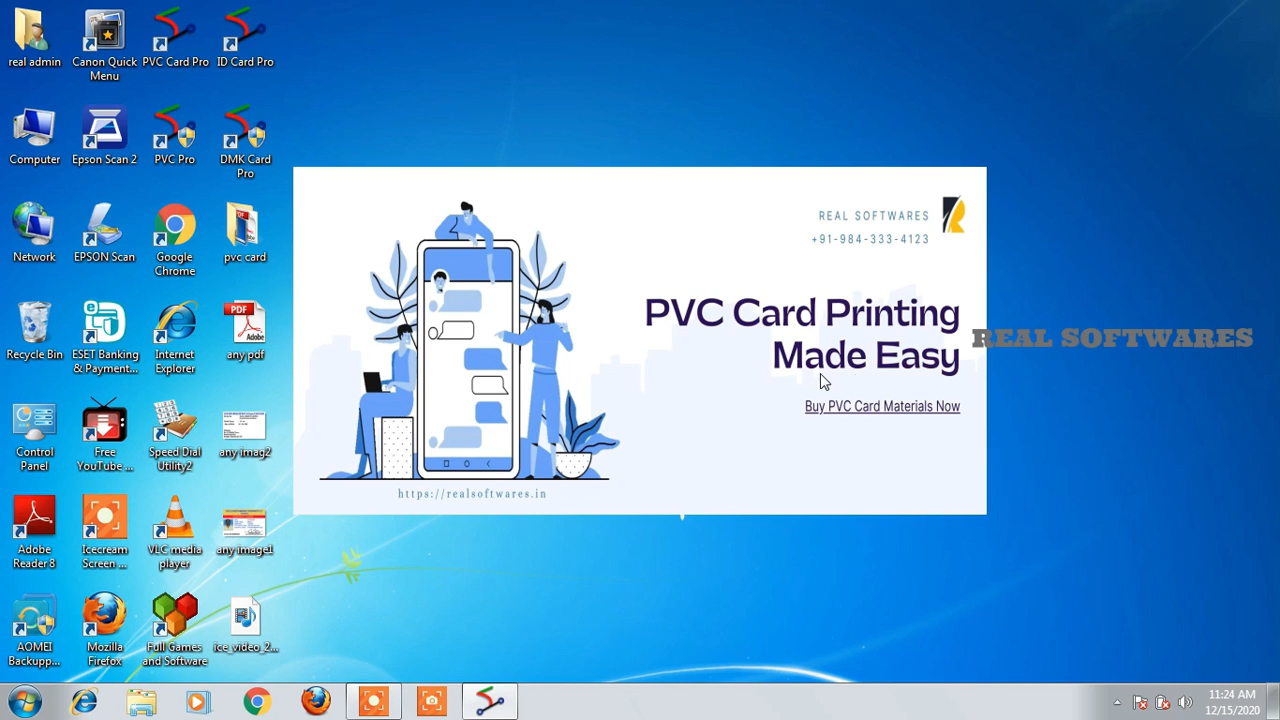 real admin
Canon Quick
Menu
PVC Card Pro
ID Card Pro
Computer
Epson Scan 2
PVC Pro
DMK Card
Pro
Network
EPSON Scan
Google
Chrome
pvc card
Recycle Bin
ESET Banking
& Payment...
Internet
Explorer
PDF
Adobe
any pdf
Control
Panel
Free
YouTube ...
Speed Dial
Utility2
any imag2
Adobe
Reader 8
Icecream
Screen ...
VLC media
player
any image1
AOMEI
Backupp...
Mozilla
Firefox
Full Games
and Software
ice_video_2...
REAL SOFTWARES
+91-984-333-4123
PVC Card Printing
Made Easy
Buy PVC Card Materials Now
https://realsoftwares.in
REAL SOFTWARES
11:24 AM
12/15/2020